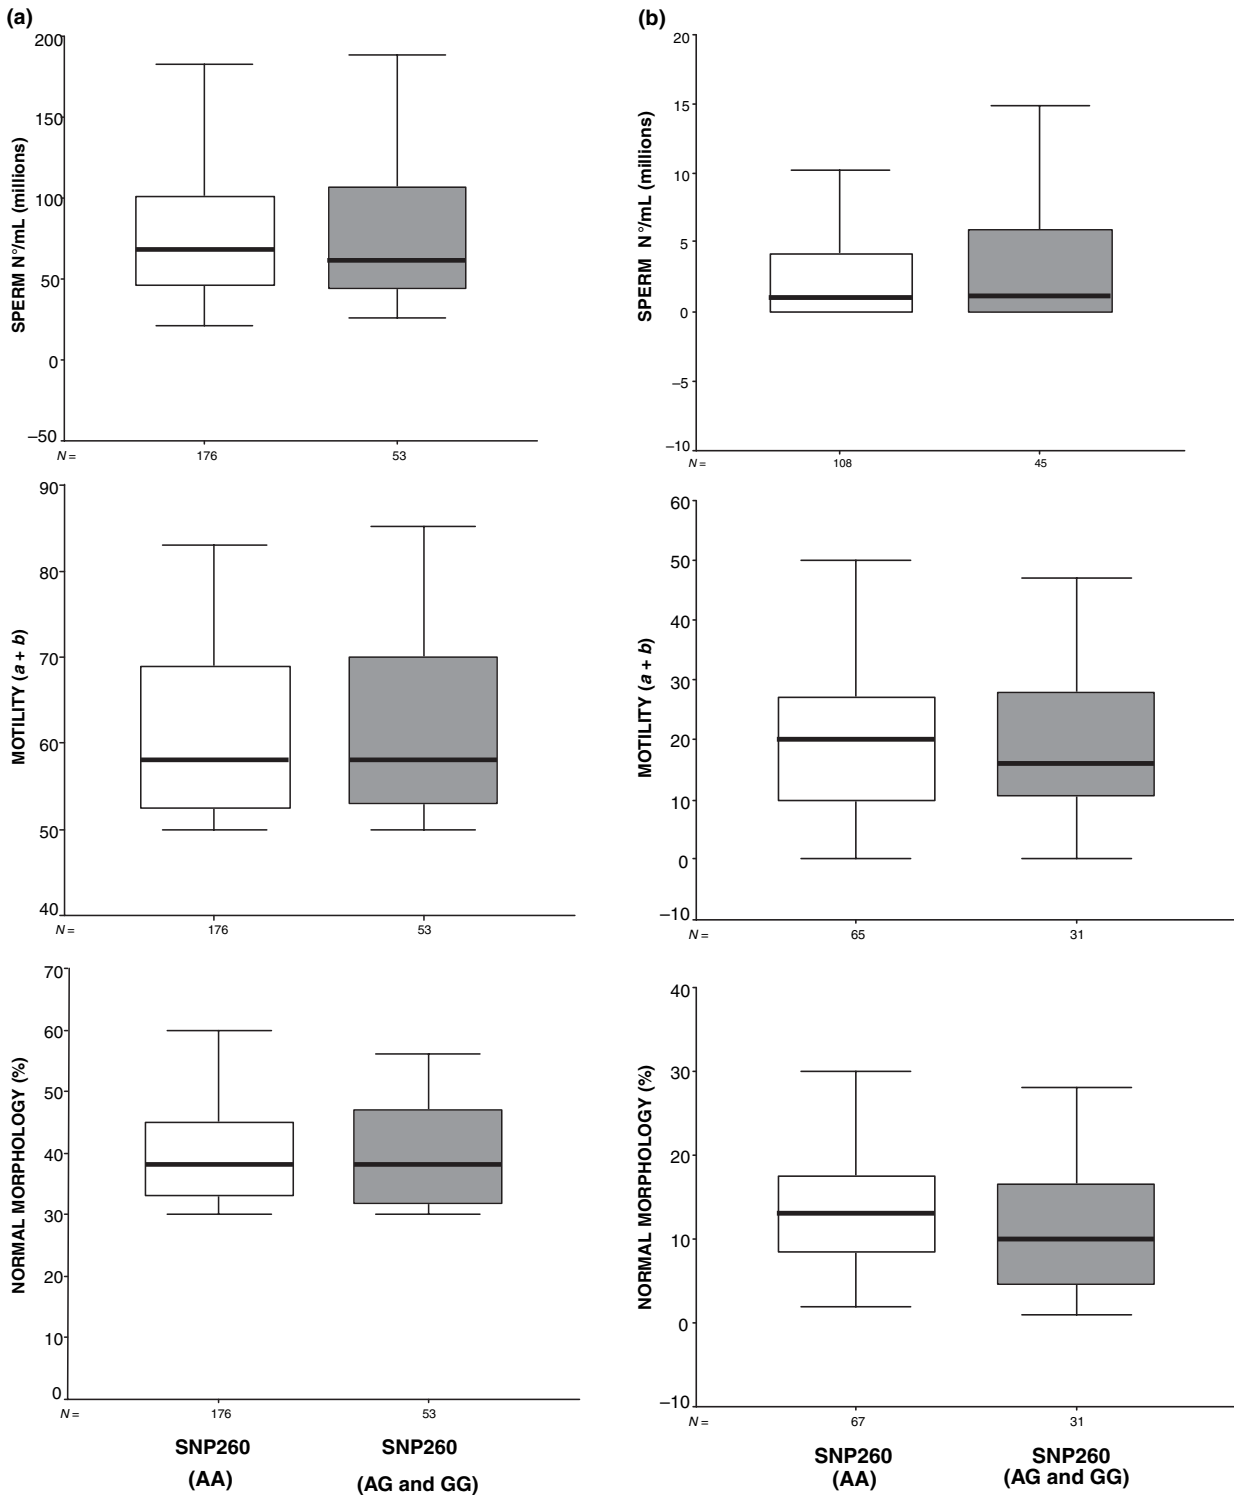 (a)
SPERM N°/mL (millions)
200
150
100
50
0
–50
N =
176
53
MOTILITY (a + b)
90
80
70
60
50
40
N =
176
53
NORMAL MORPHOLOGY (%)
70
60
50
40
30
20
10
0
N =
176
53
SNP260
(AA)
SNP260
(AG and GG)
(b)
SPERM N°/mL (millions)
20
15
10
5
0
–5
–10
N =
108
45
MOTILITY (a + b)
60
50
40
30
20
10
0
–10
N =
65
31
NORMAL MORPHOLOGY (%)
40
30
20
10
0
–10
N =
67
31
SNP260
(AA)
SNP260
(AG and GG)